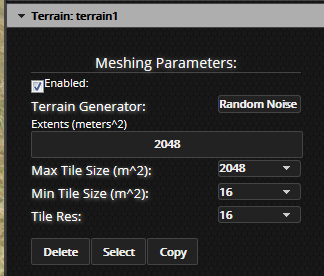 Terrain: terrain1
Meshing Parameters:
Enabled:
Terrain Generator: Random Noise
Extents (meters^2)
2048
Max Tile Size (m^2): 2048
Min Tile Size (m^2): 16
Tile Res: 16
Delete Select Copy